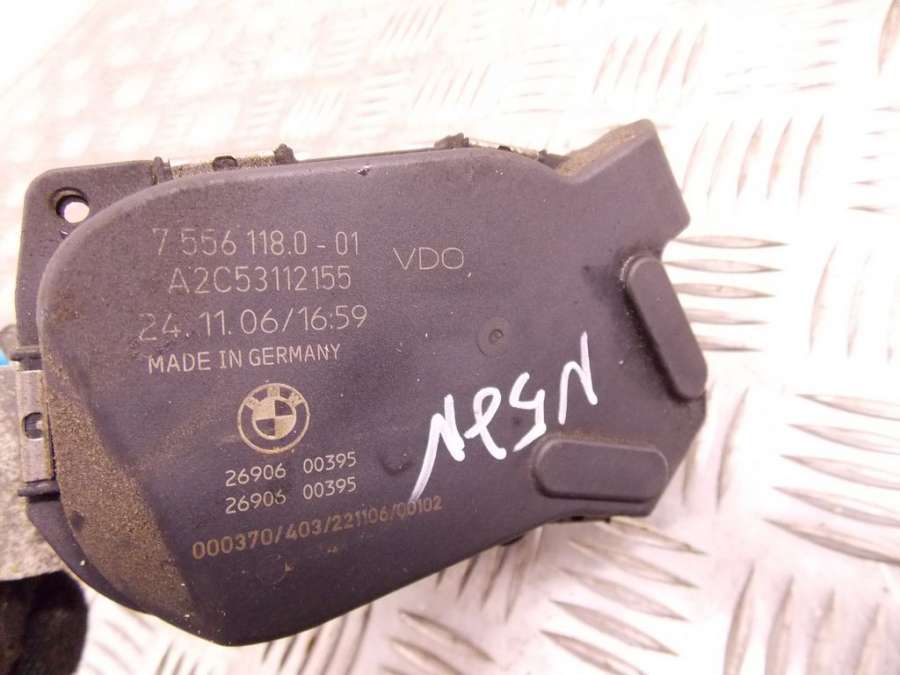 7 556 118.0 - 01
A2C53112155
VDO
24.11.06/16:59
MADE IN GERMANY
BMW
26906 00395
26906 00395
000370/403/221106/00102